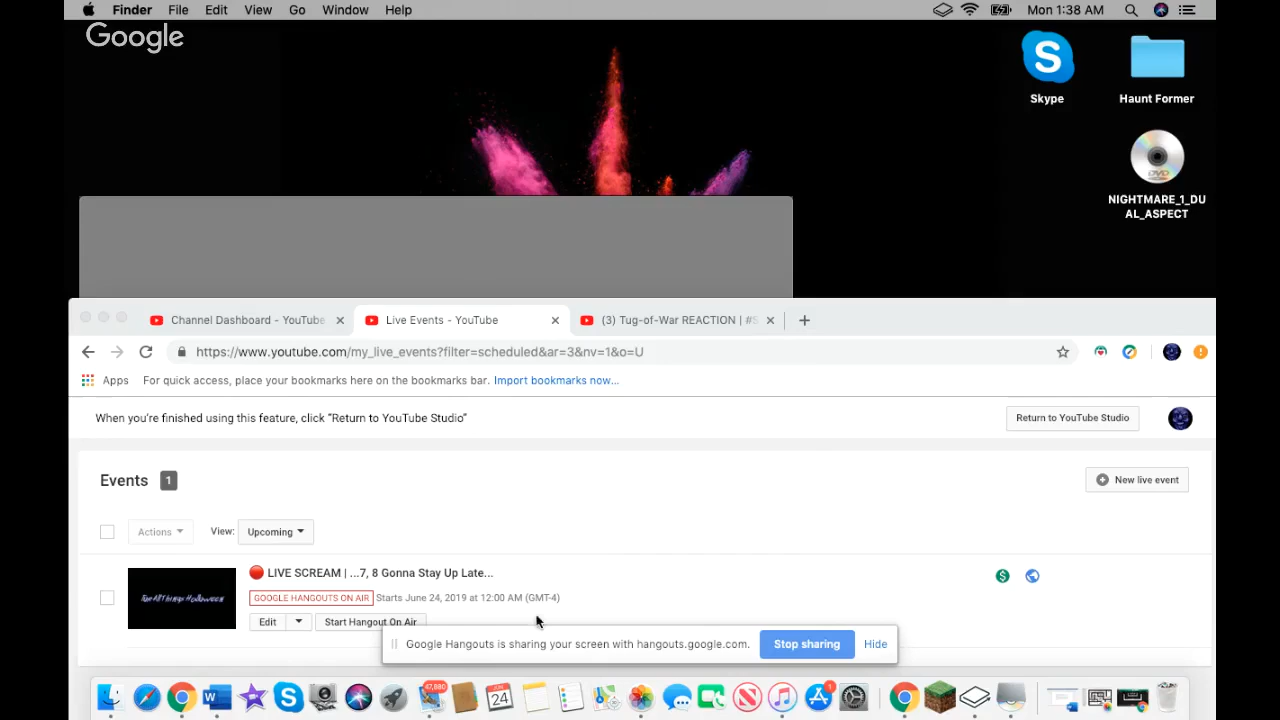 Finder File Edit View Go Window Help
Mon 1:38 AM
Google
Skype
Haunt Former
NIGHTMARE_1_DU
AL_ASPECT
Channel Dashboard - YouTube
Live Events - YouTube
(3) Tug-of-War REACTION | #S
https://www.youtube.com/my_live_events?filter=scheduled&ar=3&nv=1&o=U
Apps For quick access, place your bookmarks here on the bookmarks bar. Import bookmarks now...
When you're finished using this feature, click "Return to YouTube Studio"
Return to YouTube Studio
Events 1
New live event
Actions View: Upcoming
LIVE SCREAM | ...7, 8 Gonna Stay Up Late...
GOOGLE HANGOUTS ON AIR Starts June 24, 2019 at 12:00 AM (GMT-4)
Edit Start Hangout On Air
Google Hangouts is sharing your screen with hangouts.google.com. Stop sharing Hide
47,880
24
1